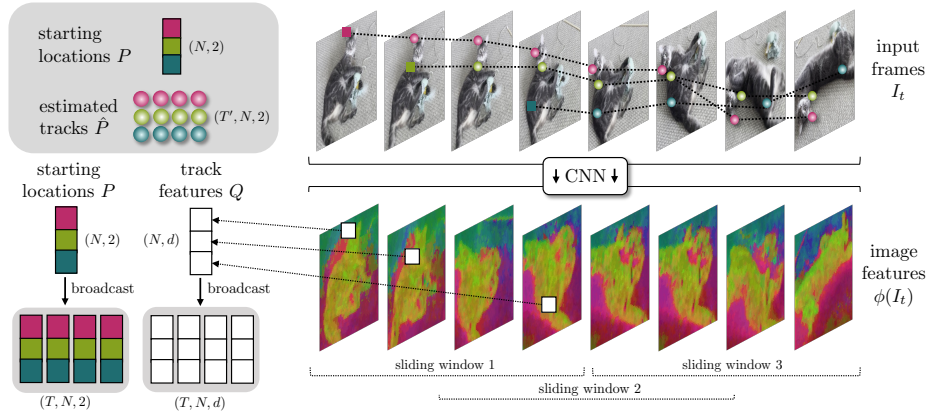 starting
locations P
(N, 2)
estimated
tracks P̂
(T′, N, 2)
input
frames
I_t
↓ CNN ↓
starting
locations P
(N, 2)
broadcast
(T, N, 2)
track
features Q
(N, d)
broadcast
(T, N, d)
image
features
ϕ(I_t)
sliding window 1
sliding window 3
sliding window 2